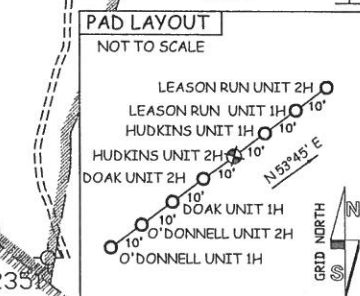 PAD LAYOUT
NOT TO SCALE
LEASON RUN UNIT 2H
10'
LEASON RUN UNIT 1H
10'
HUDKINS UNIT 1H
10'
HUDKINS UNIT 2H
10'
N 53°45' E
DOAK UNIT 2H
10'
DOAK UNIT 1H
10'
O'DONNELL UNIT 2H
10'
O'DONNELL UNIT 1H
GRID NORTH
N
S